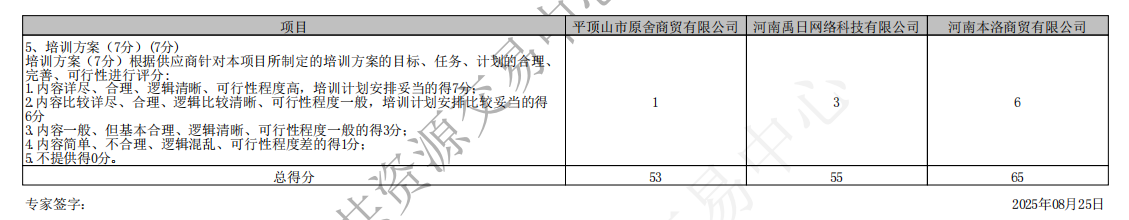 项目 平顶山市原舍商贸有限公司 河南禹日网络科技有限公司 河南本洛商贸有限公司
5、培训方案（7分）(7分)
培训方案（7分）根据供应商针对本项目所制定的培训方案的目标、任务、计划的合理、
完善、可行性进行评分：
1.内容详尽、合理、逻辑清晰、可行性程度高，培训计划安排妥当的得7分；
2.内容比较详尽、合理、逻辑比较清晰、可行性程度一般，培训计划安排比较妥当的得
6分
3.内容一般、但基本合理、逻辑清晰、可行性程度一般的得3分；
4.内容简单、不合理、逻辑混乱、可行性程度差的得1分；
5.不提供得0分。
1 3 6
总得分 53 55 65
专家签字： 2025年08月25日
共资源交易中心
易中心